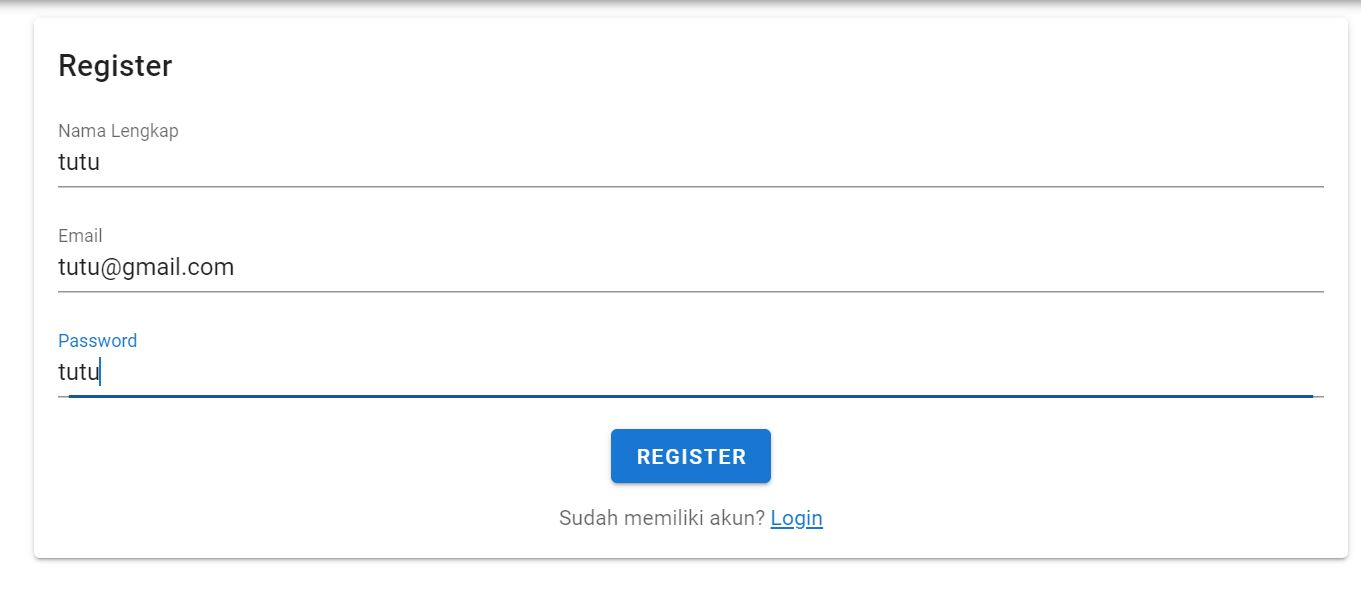 Register
Nama Lengkap
tutu
Email
tutu@gmail.com
Password
tutu
REGISTER
Sudah memiliki akun? Login